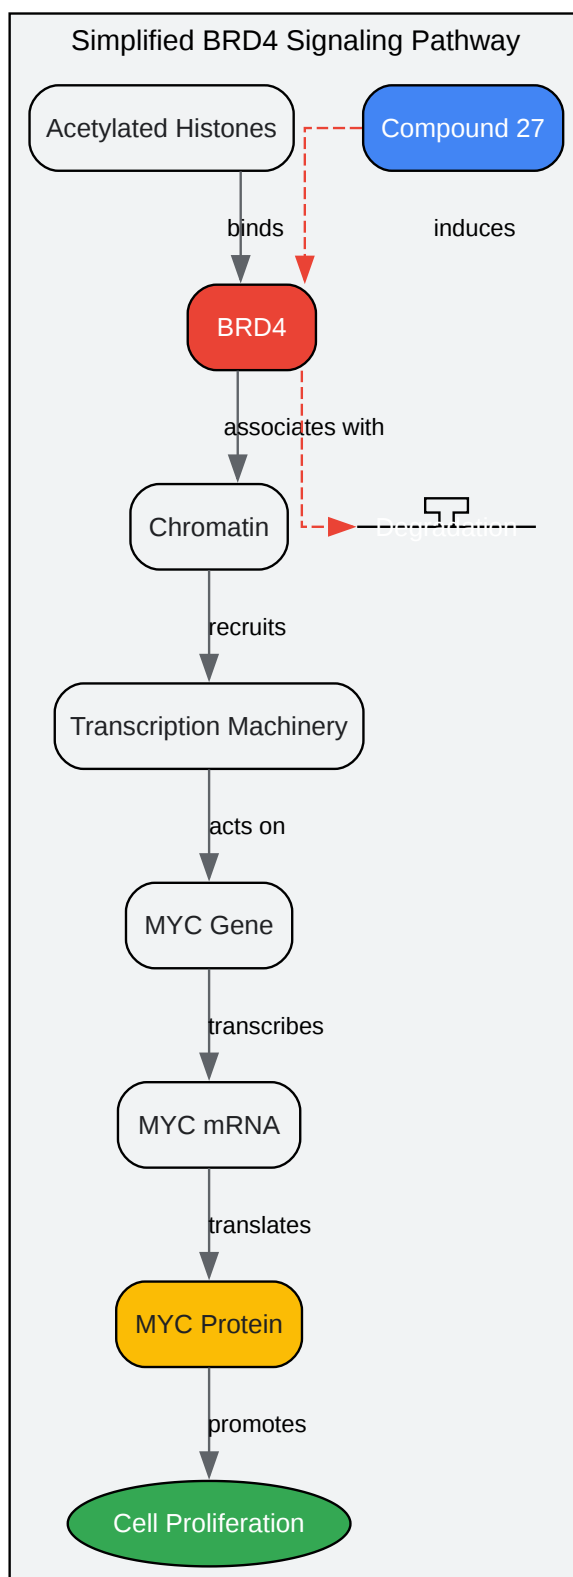 Simplified BRD4 Signaling Pathway
Acetylated Histones
Compound 27
binds
induces
BRD4
associates with
Chromatin
Degradation
recruits
Transcription Machinery
acts on
MYC Gene
transcribes
MYC mRNA
translates
MYC Protein
promotes
Cell Proliferation